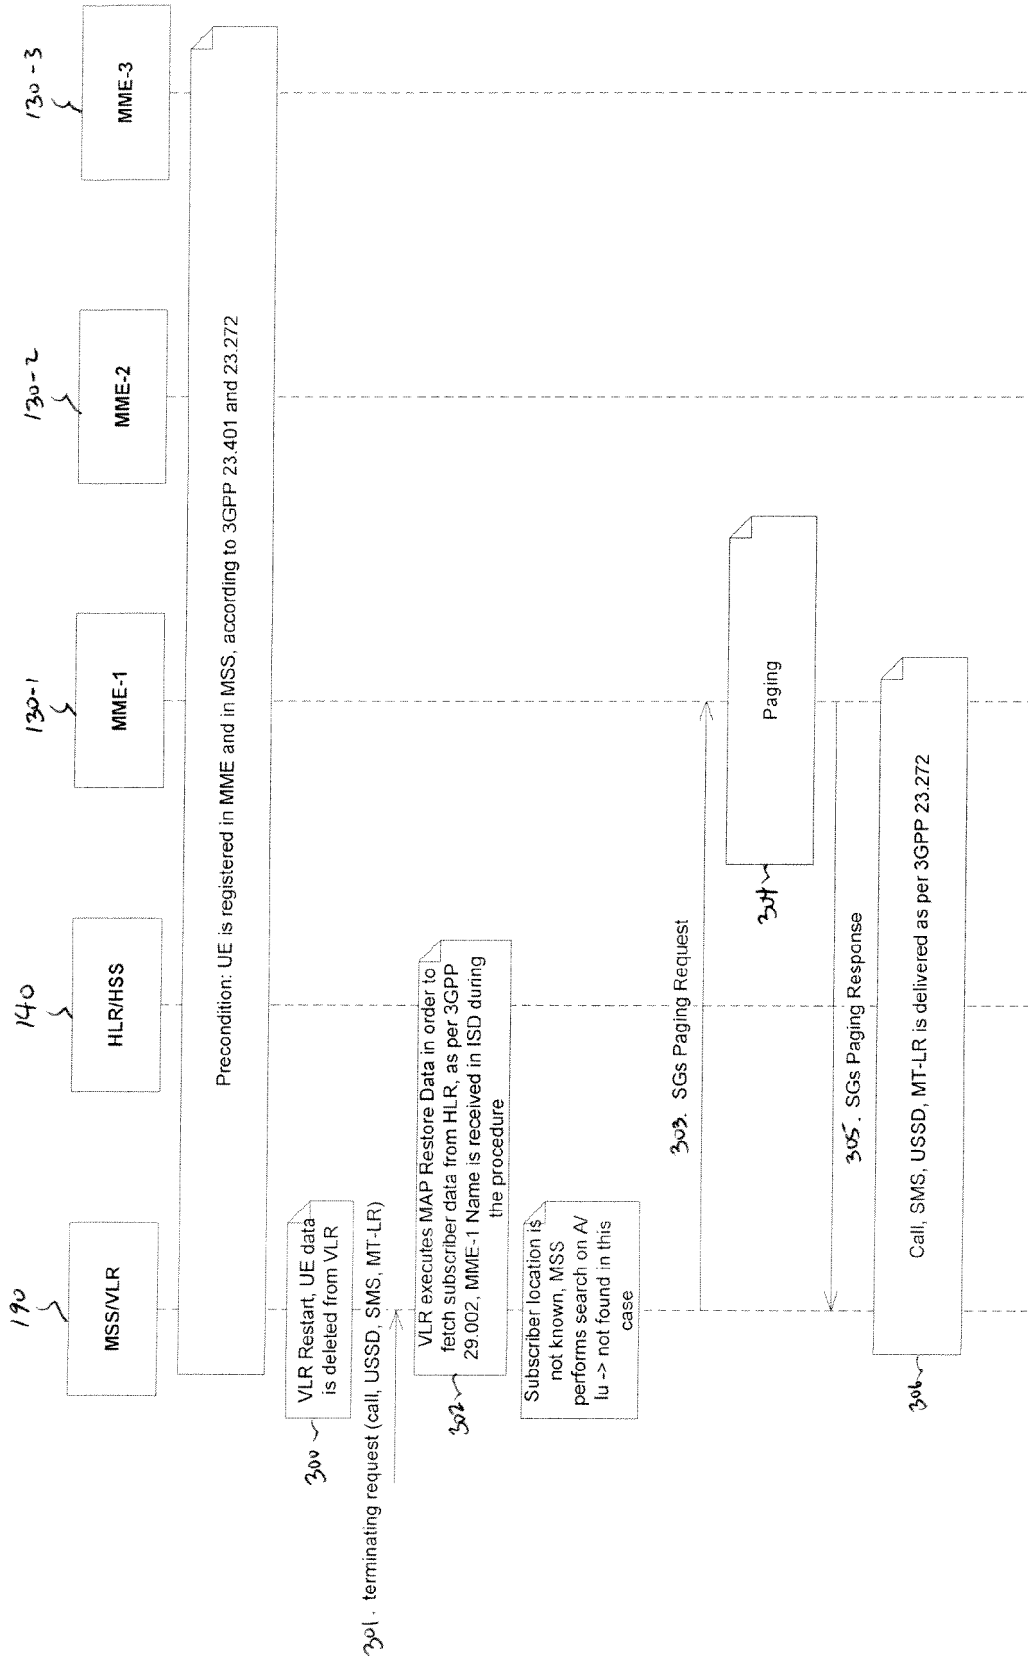 190
140
130-1
130-2
130-3
MSS/VLR
HLR/HSS
MME-1
MME-2
MME-3
Precondition: UE is registered in MME and in MSS, according to 3GPP 23.401 and 23.272
VLR Restart, UE data
is deleted from VLR
300
301. terminating request (call, USSD, SMS, MT-LR)
VLR executes MAP Restore Data in order to
fetch subscriber data from HLR, as per 3GPP
29.002, MME-1 Name is received in ISD during
the procedure
302
Subscriber location is
not known, MSS
performs search on A/
Iu -> not found in this
case
303. SGs Paging Request
Paging
304
305. SGs Paging Response
Call, SMS, USSD, MT-LR is delivered as per 3GPP 23.272
306